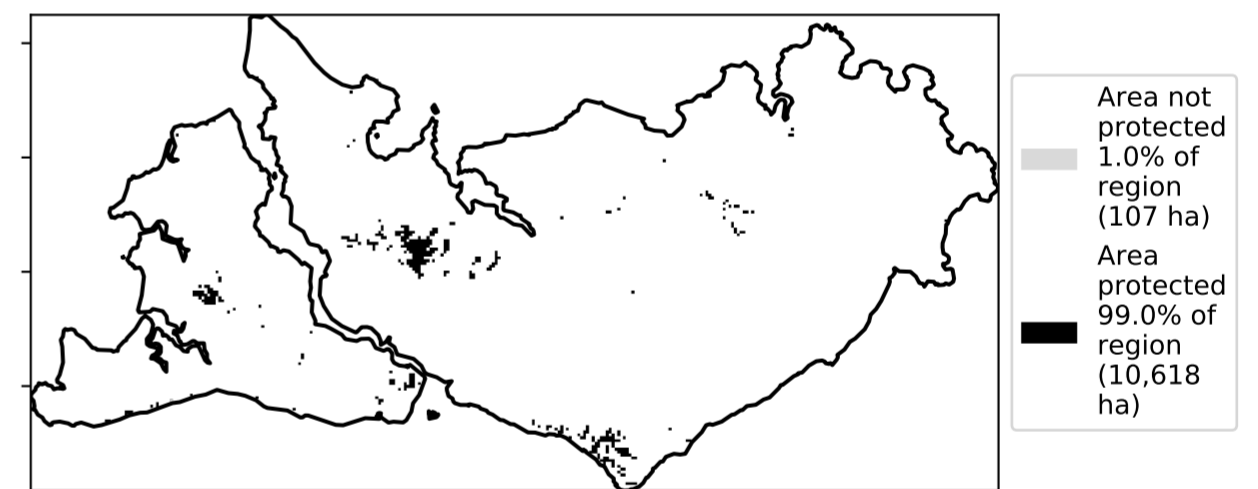 Area not
protected
1.0% of
region
(107 ha)
Area
protected
99.0% of
region
(10,618
ha)